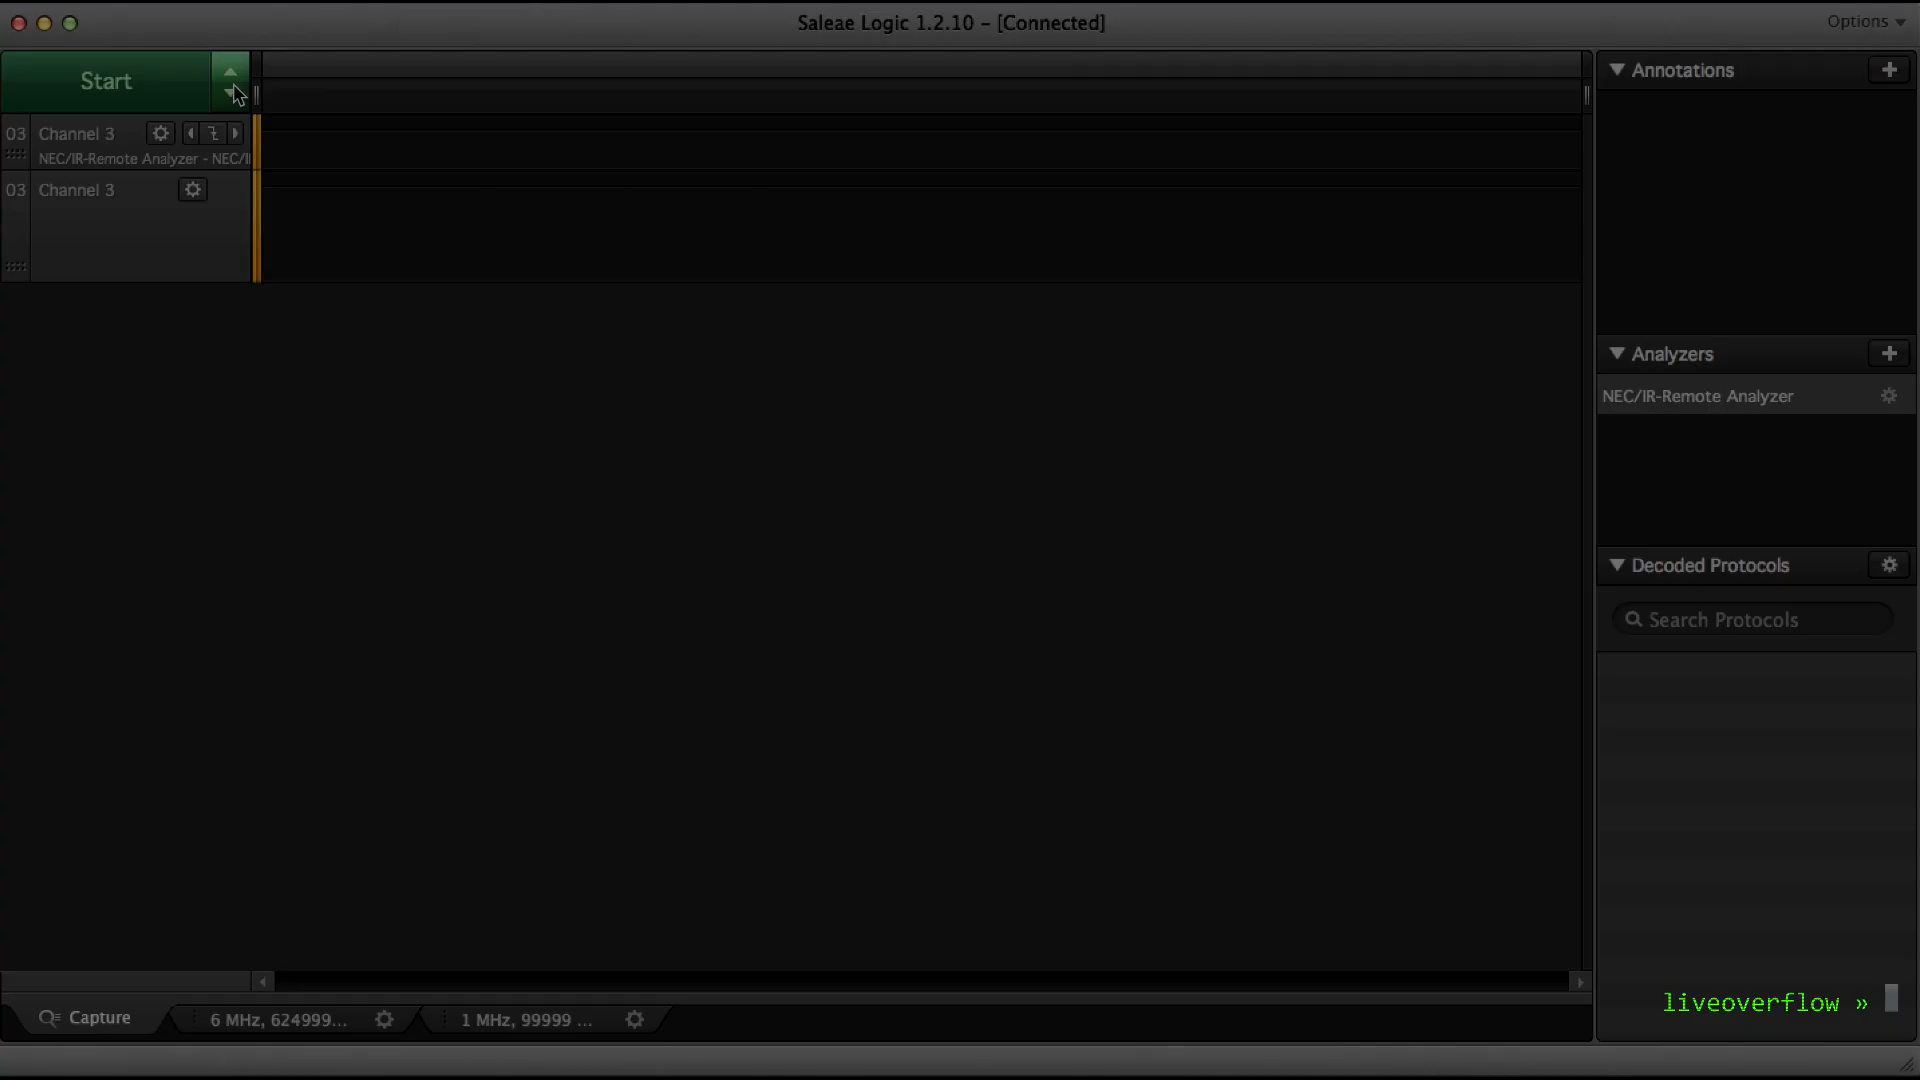 Saleae Logic 1.2.10 – [Connected]
Options
Start
Annotations
03 Channel 3
NEC/IR-Remote Analyzer - NEC/I
03 Channel 3
Analyzers
NEC/IR-Remote Analyzer
Decoded Protocols
Search Protocols
liveoverflow »
Capture
6 MHz, 624999...
1 MHz, 99999 ...